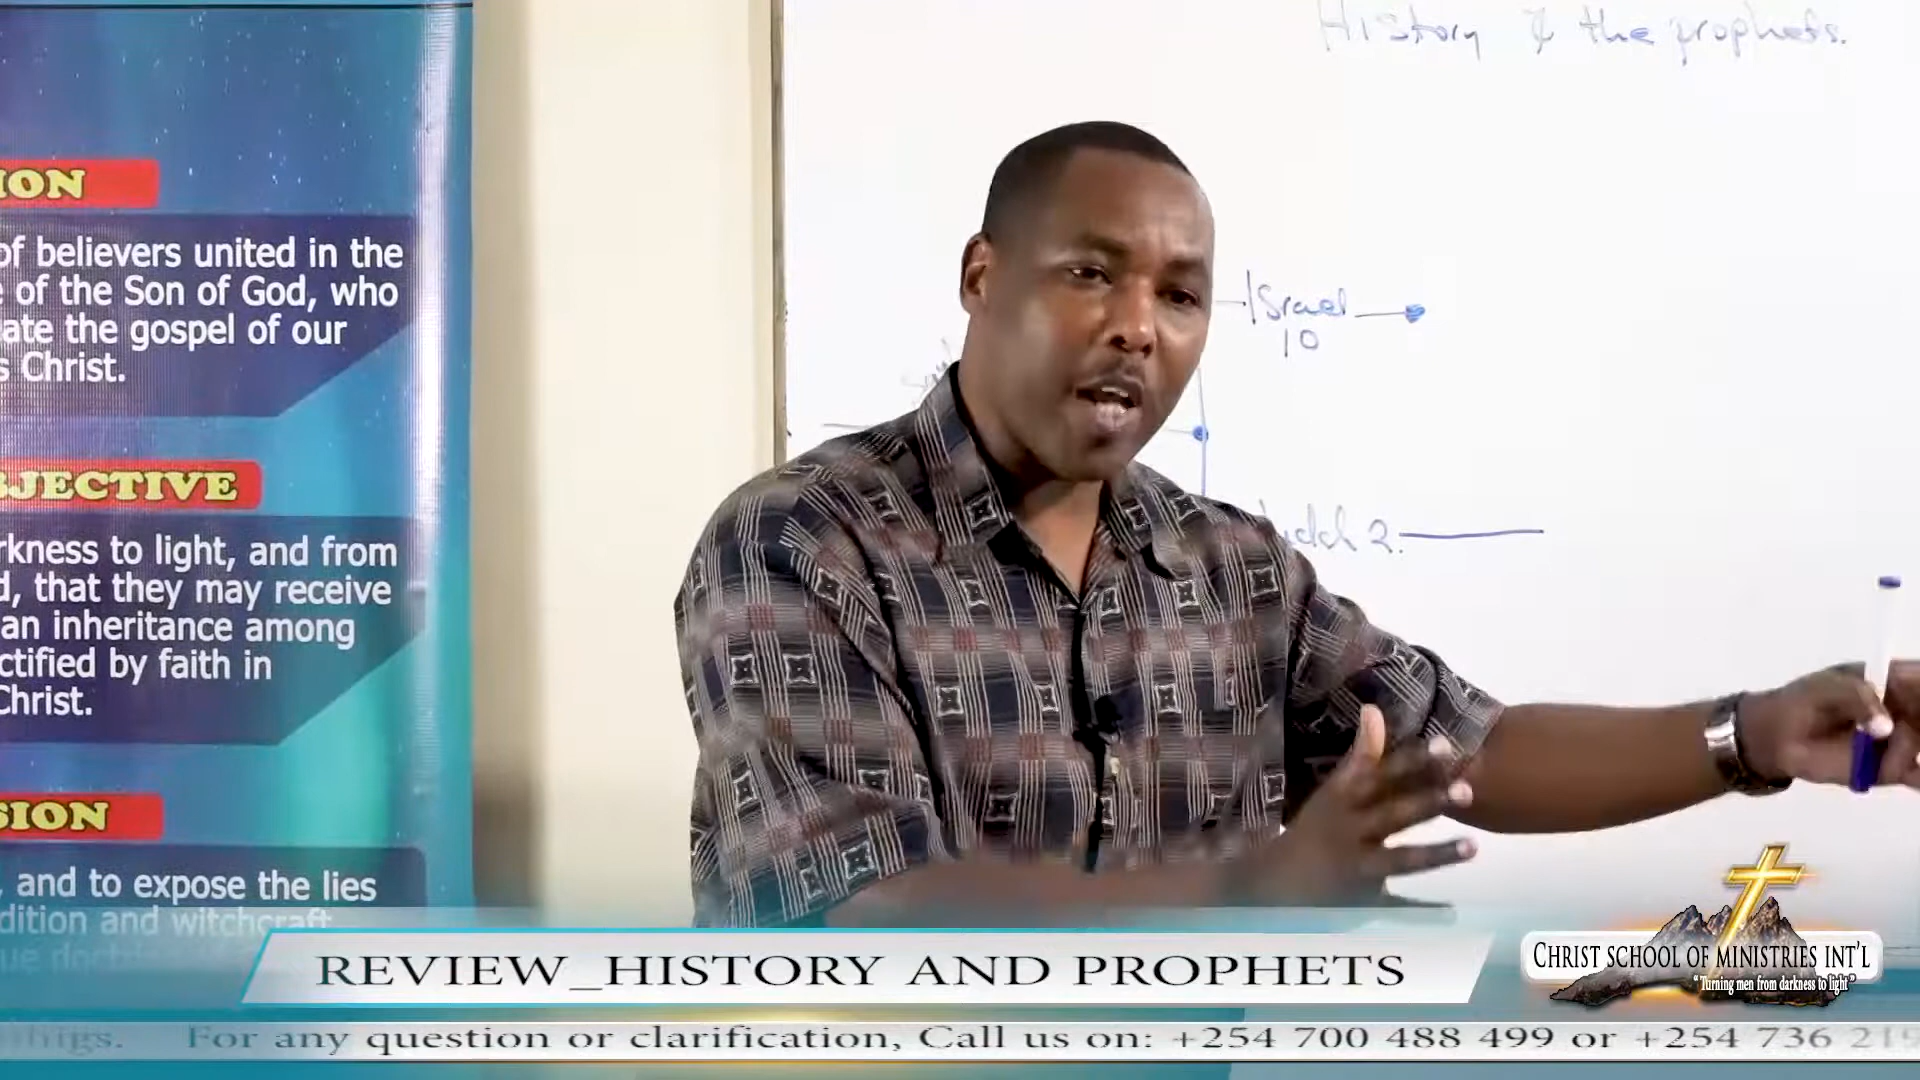 History & the prophets.
ION
of believers united in the
of the Son of God, who
ate the gospel of our
s Christ.
Israel
10
JECTIVE
rkness to light, and from
d, that they may receive
an inheritance among
ctified by faith in
Christ.
2.
SION
, and to expose the lies
dition and witchcraft
REVIEW_HISTORY AND PROPHETS
CHRIST SCHOOL OF MINISTRIES INT'L
"Turning men from darkness to light"
For any question or clarification, Call us on: +254 700 488 499 or +254 736 219